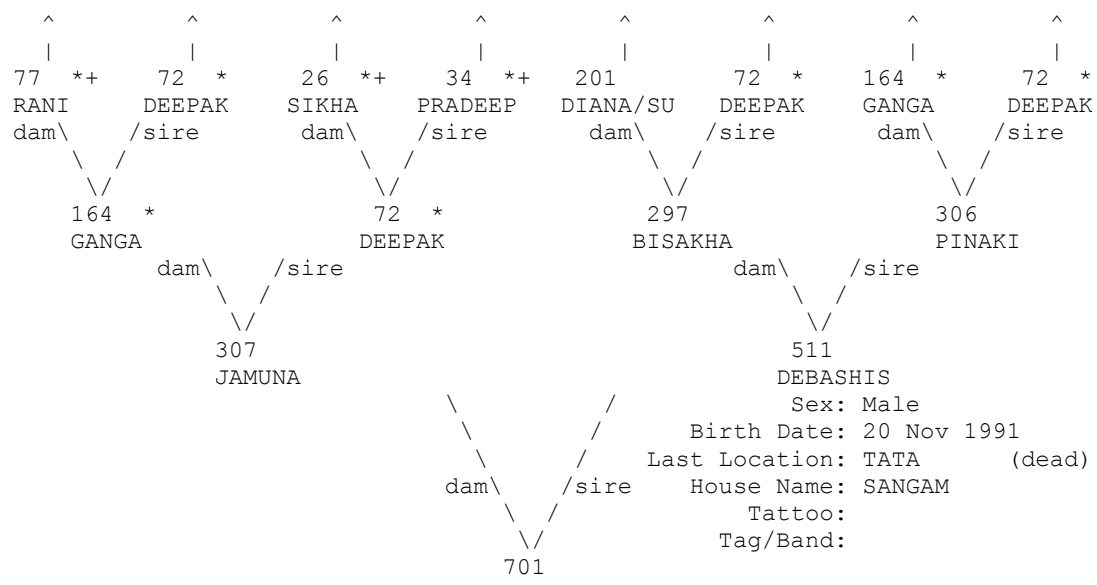 ^ ^ ^ ^ ^ ^ ^ ^
| | | | | | | |
77 *+ 72 * 26 *+ 34 *+ 201 72 * 164 * 72 *
RANI DEEPAK SIKHA PRADEEP DIANA/SU DEEPAK GANGA DEEPAK
dam\ /sire dam\ /sire dam\ /sire dam\ /sire
\ / \ / \ / \ /
\/ \/ \/ \/
164 * 72 * 297 306
GANGA DEEPAK BISAKHA PINAKI
dam\ /sire dam\ /sire
\ / \ /
\/ \/
307 511
JAMUNA DEBASHIS
\ / Sex: Male
\ / Birth Date: 20 Nov 1991
\ / Last Location: TATA (dead)
dam\ /sire House Name: SANGAM
\ / Tattoo:
\/ Tag/Band:
701